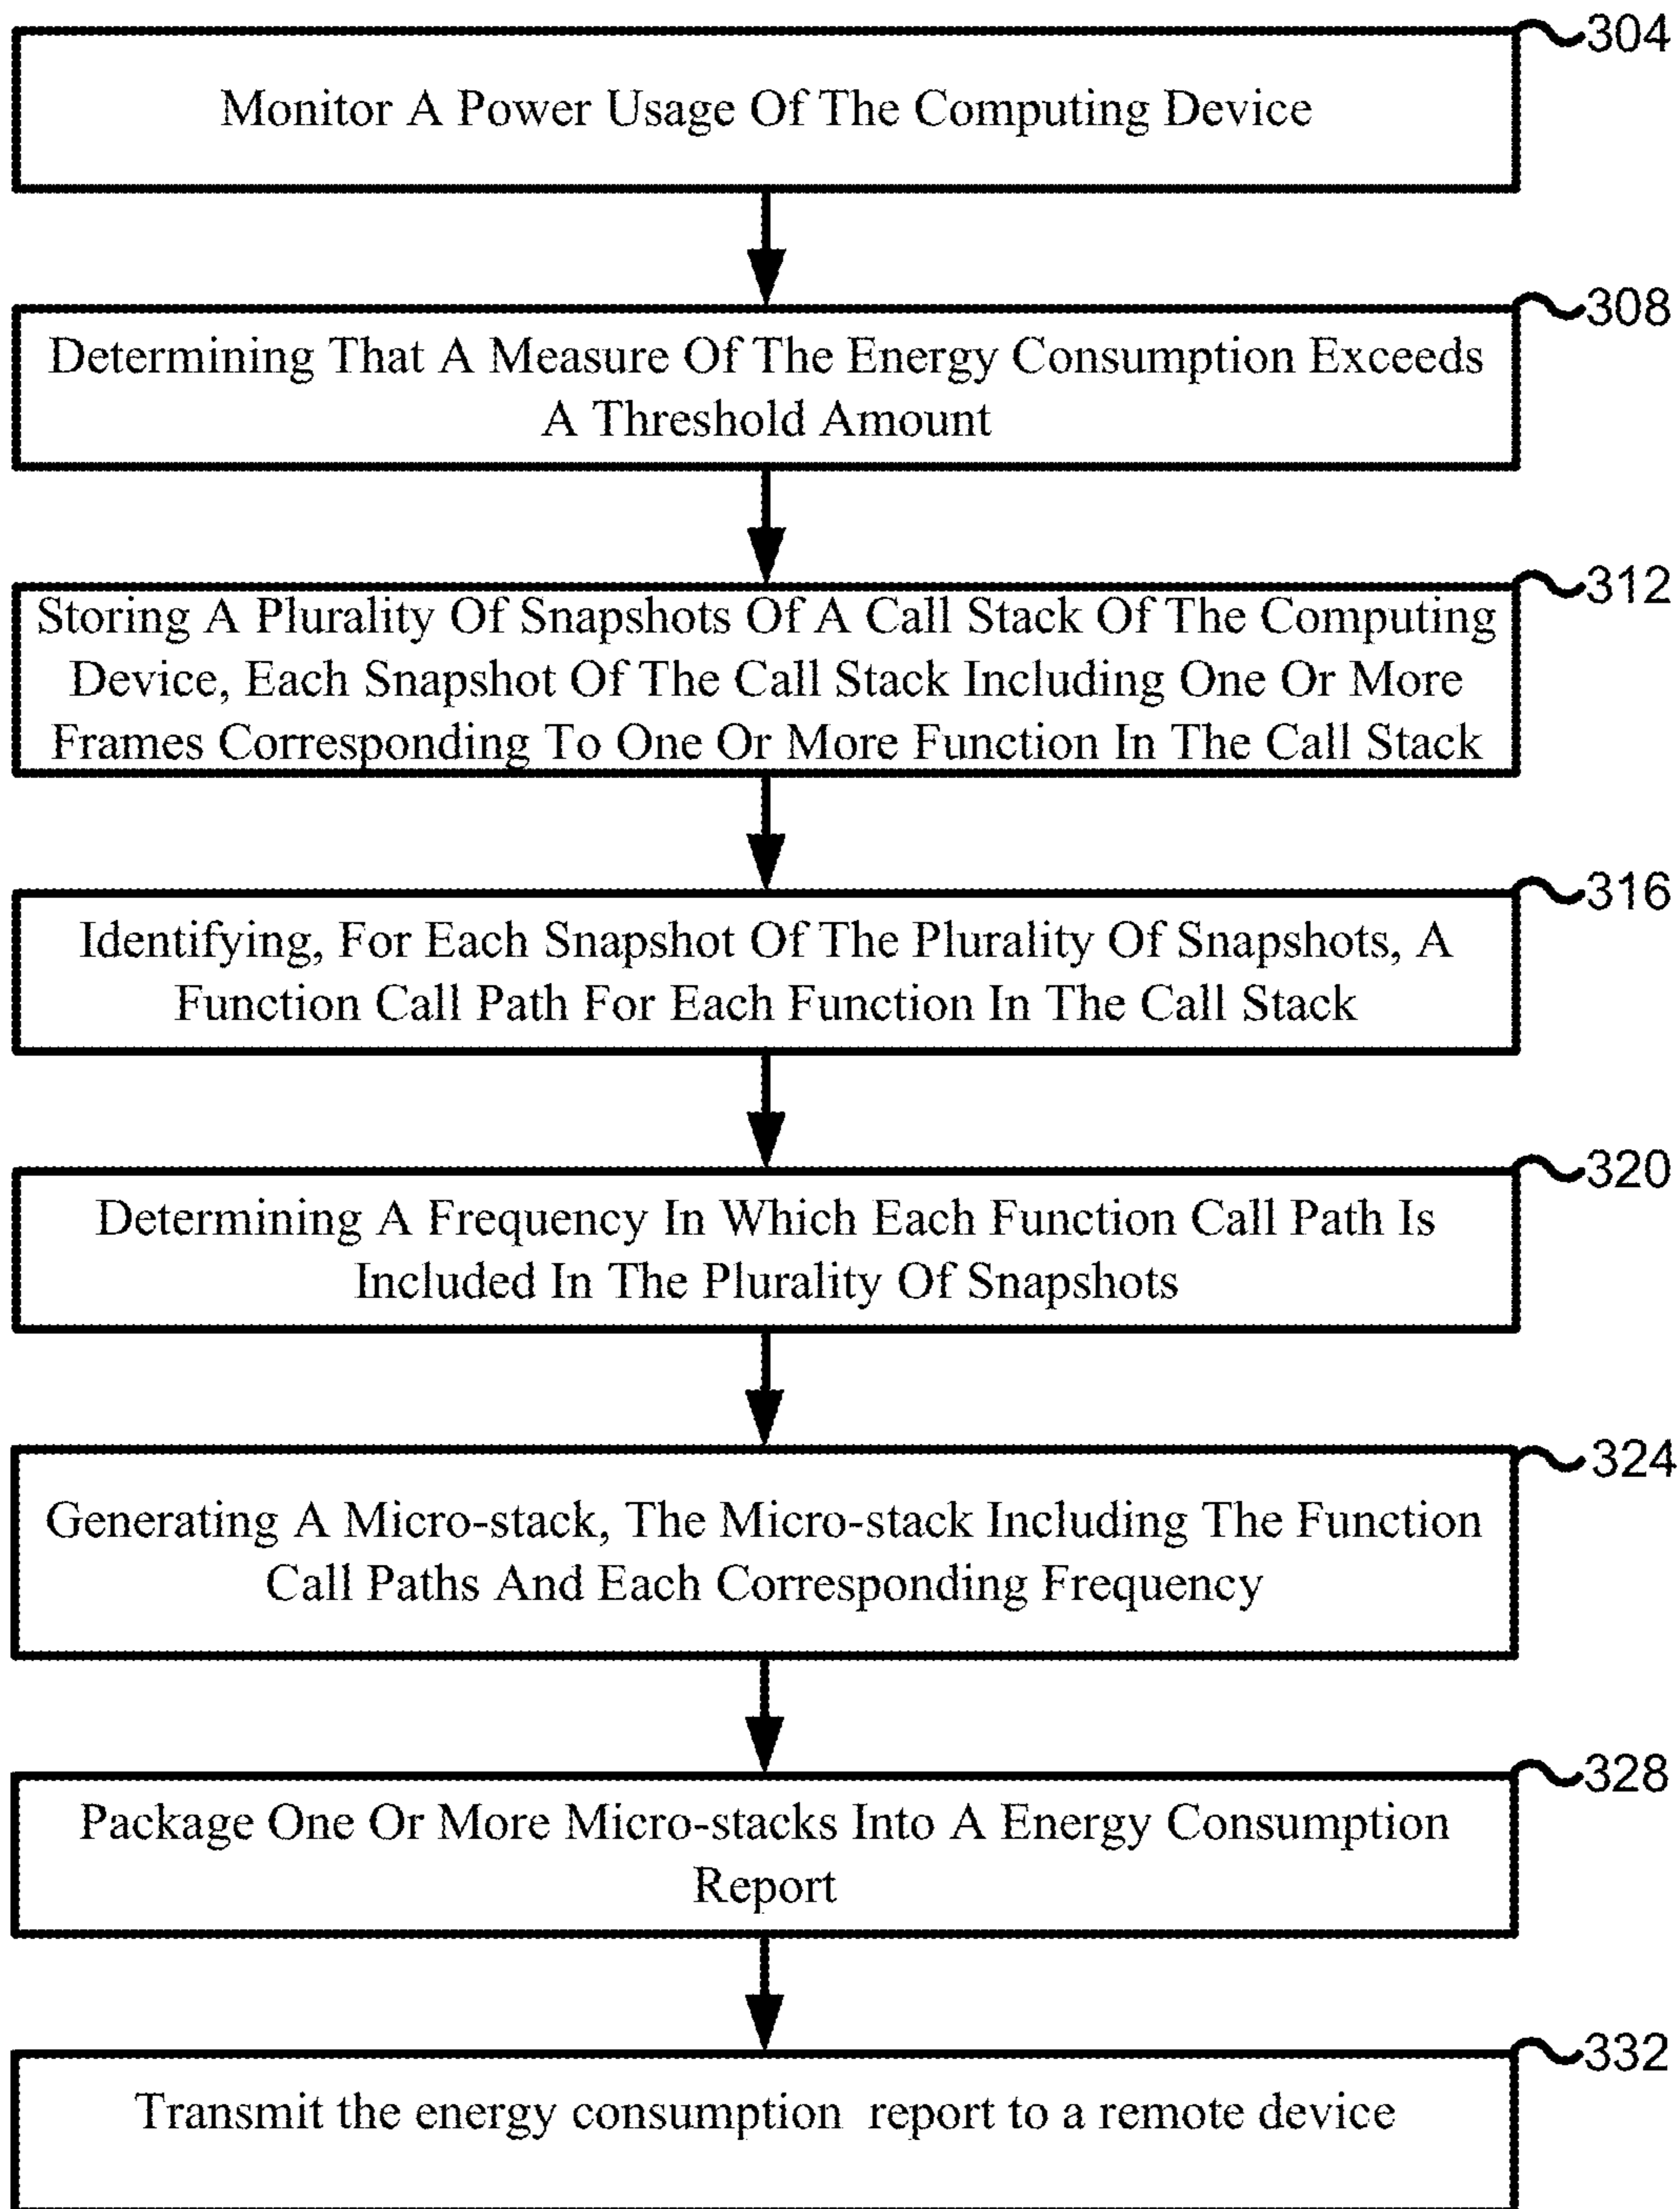 304
Monitor A Power Usage Of The Computing Device
308
Determining That A Measure Of The Energy Consumption Exceeds
A Threshold Amount
312
Storing A Plurality Of Snapshots Of A Call Stack Of The Computing
Device, Each Snapshot Of The Call Stack Including One Or More
Frames Corresponding To One Or More Function In The Call Stack
316
Identifying, For Each Snapshot Of The Plurality Of Snapshots, A
Function Call Path For Each Function In The Call Stack
320
Determining A Frequency In Which Each Function Call Path Is
Included In The Plurality Of Snapshots
324
Generating A Micro-stack, The Micro-stack Including The Function
Call Paths And Each Corresponding Frequency
328
Package One Or More Micro-stacks Into A Energy Consumption
Report
332
Transmit the energy consumption report to a remote device